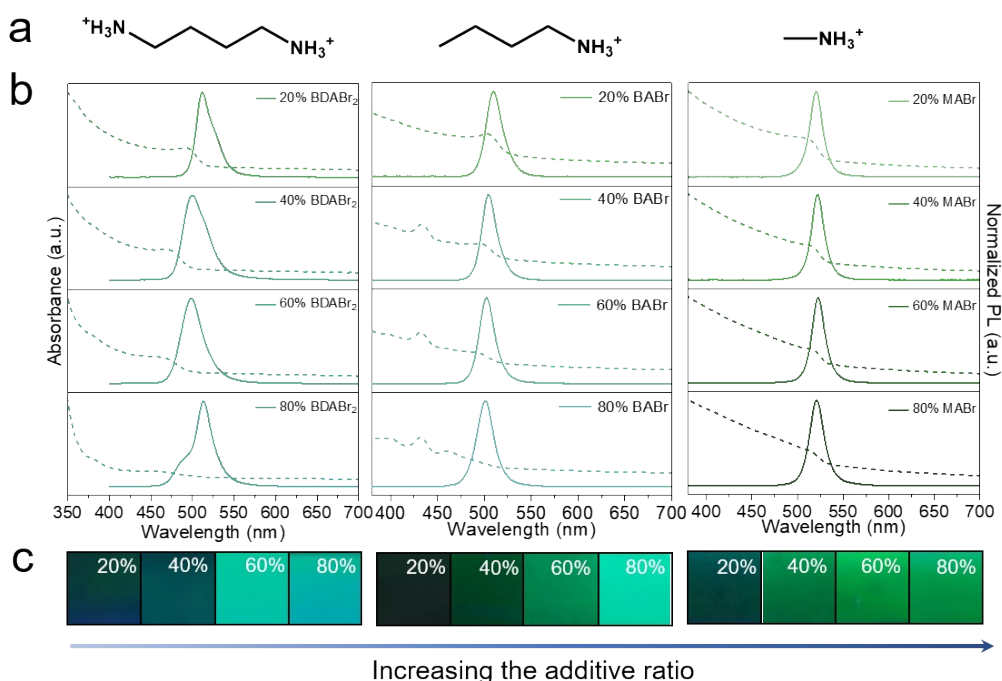 a
⁺H₃N
NH₃⁺
NH₃⁺
NH₃⁺
b
Absorbance (a.u.)
20% BDABr₂
40% BDABr₂
60% BDABr₂
80% BDABr₂
350 400 450 500 550 600 650 700
Wavelength (nm)
20% BABr
40% BABr
60% BABr
80% BABr
400 450 500 550 600 650 700
Wavelength (nm)
20% MABr
40% MABr
60% MABr
80% MABr
400 450 500 550 600 650 700
Wavelength (nm)
Normalized PL (a.u.)
c
20% 40% 60% 80%
20% 40% 60% 80%
20% 40% 60% 80%
Increasing the additive ratio